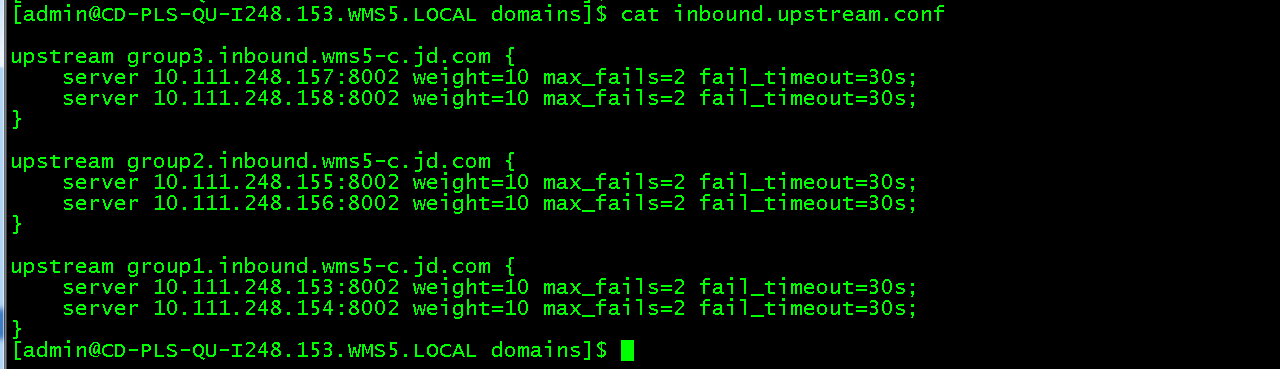 [admin@CD-PLS-QU-I248.153.WMS5.LOCAL domains]$ cat inbound.upstream.conf

upstream group3.inbound.wms5-c.jd.com {
    server 10.111.248.157:8002 weight=10 max_fails=2 fail_timeout=30s;
    server 10.111.248.158:8002 weight=10 max_fails=2 fail_timeout=30s;
}

upstream group2.inbound.wms5-c.jd.com {
    server 10.111.248.155:8002 weight=10 max_fails=2 fail_timeout=30s;
    server 10.111.248.156:8002 weight=10 max_fails=2 fail_timeout=30s;
}

upstream group1.inbound.wms5-c.jd.com {
    server 10.111.248.153:8002 weight=10 max_fails=2 fail_timeout=30s;
    server 10.111.248.154:8002 weight=10 max_fails=2 fail_timeout=30s;
}
[admin@CD-PLS-QU-I248.153.WMS5.LOCAL domains]$